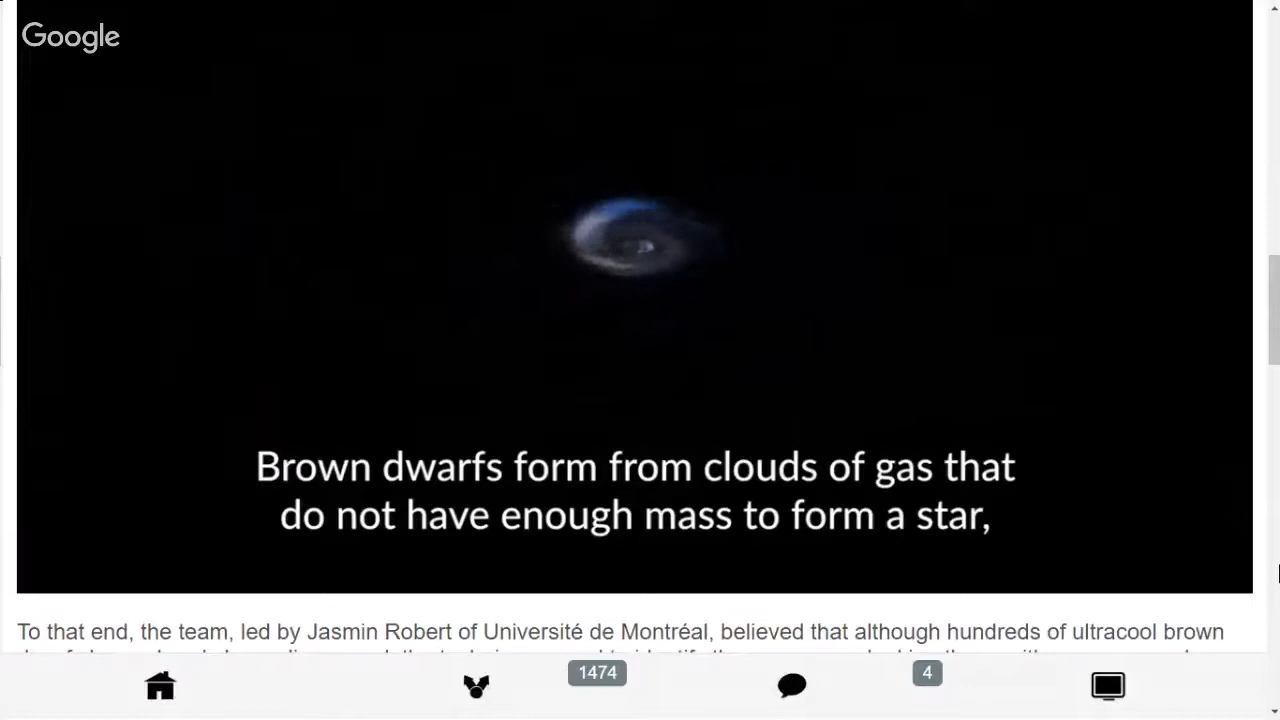 Google
Brown dwarfs form from clouds of gas that
do not have enough mass to form a star,
To that end, the team, led by Jasmin Robert of Université de Montréal, believed that although hundreds of ultracool brown
1474
4